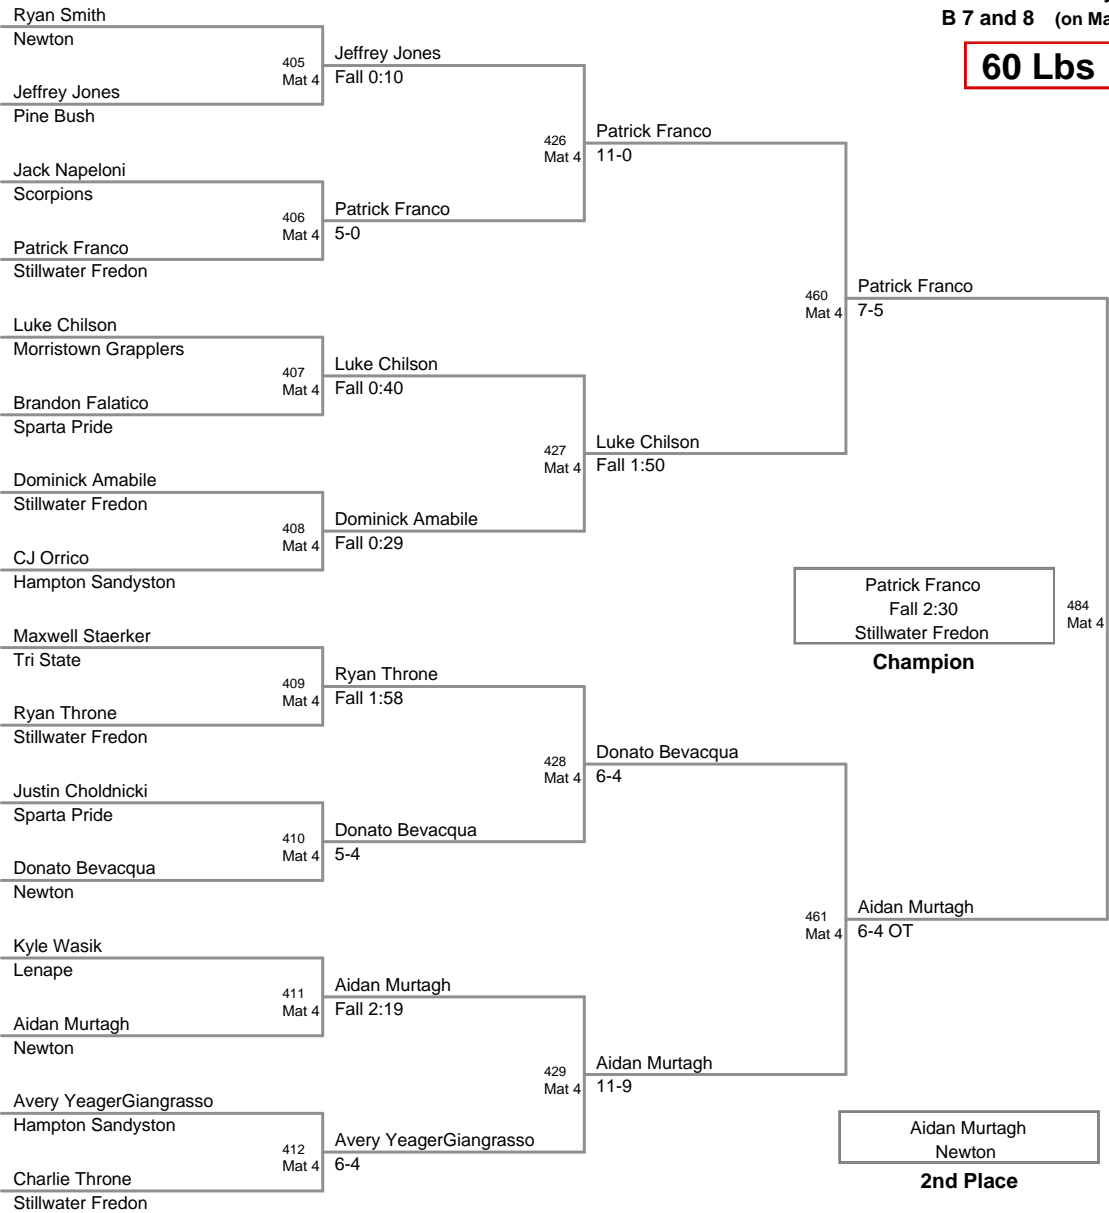 B 7 and 8 (on
60 Lbs
Ryan Smith
Newton
405
Mat 4
Jeffrey Jones
Fall 0:10
Jeffrey Jones
Pine Bush
426
Mat 4
Patrick Franco
11-0
Jack Napeloni
Scorpions
406
Mat 4
Patrick Franco
5-0
Patrick Franco
Stillwater Fredon
460
Mat 4
Patrick Franco
7-5
Luke Chilson
Morristown Grapplers
407
Mat 4
Luke Chilson
Fall 0:40
Brandon Falatico
Sparta Pride
427
Mat 4
Luke Chilson
Fall 1:50
Dominick Amabile
Stillwater Fredon
408
Mat 4
Dominick Amabile
Fall 0:29
CJ Orrico
Hampton Sandyston
Patrick Franco
Fall 2:30
Stillwater Fredon
Champion
484
Mat 4
Maxwell Staerker
Tri State
409
Mat 4
Ryan Throne
Fall 1:58
Ryan Throne
Stillwater Fredon
428
Mat 4
Donato Bevacqua
6-4
Justin Choldnicki
Sparta Pride
410
Mat 4
Donato Bevacqua
5-4
Donato Bevacqua
Newton
461
Mat 4
Aidan Murtagh
6-4 OT
Kyle Wasik
Lenape
411
Mat 4
Aidan Murtagh
Fall 2:19
Aidan Murtagh
Newton
429
Mat 4
Aidan Murtagh
11-9
Avery YeagerGiangrasso
Hampton Sandyston
412
Mat 4
Avery YeagerGiangrasso
6-4
Charlie Throne
Stillwater Fredon
Aidan Murtagh
Newton
2nd Place